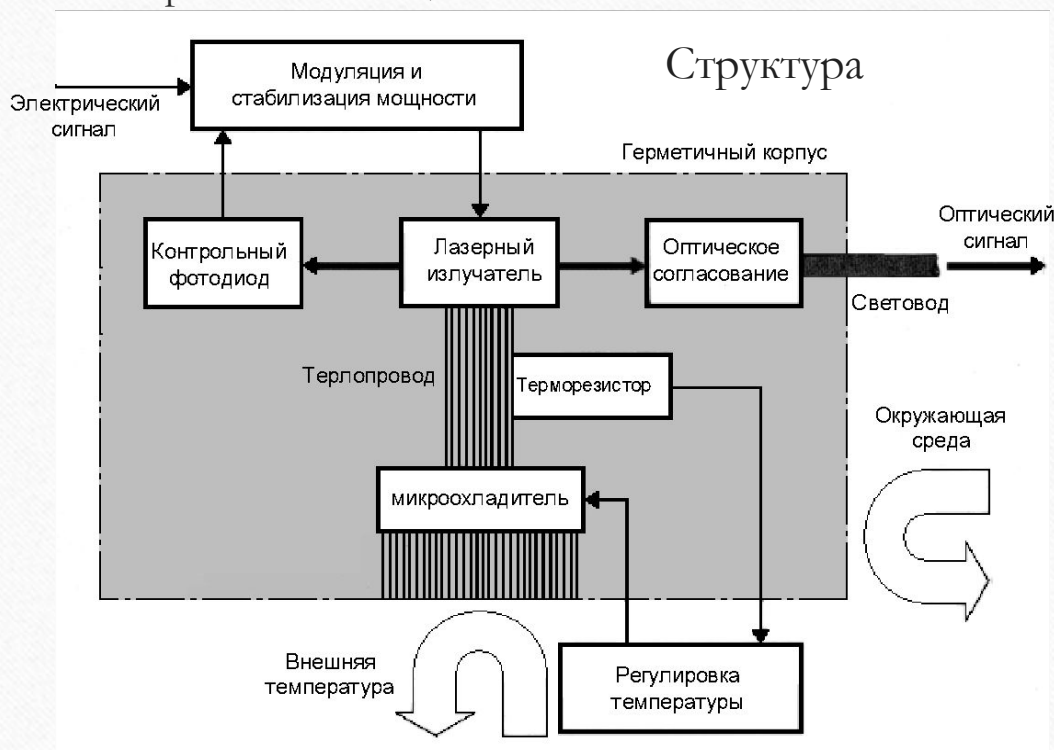 Структура
Модуляция и
стабилизация мощности
Электрический
сигнал
Герметичный корпус
Контрольный
фотодиод
Лазерный
излучатель
Оптическое
согласование
Оптический
сигнал
Световод
Терлопровод
Терморезистор
Окружающая
среда
микроохладитель
Внешняя
температура
Регулировка
температуры